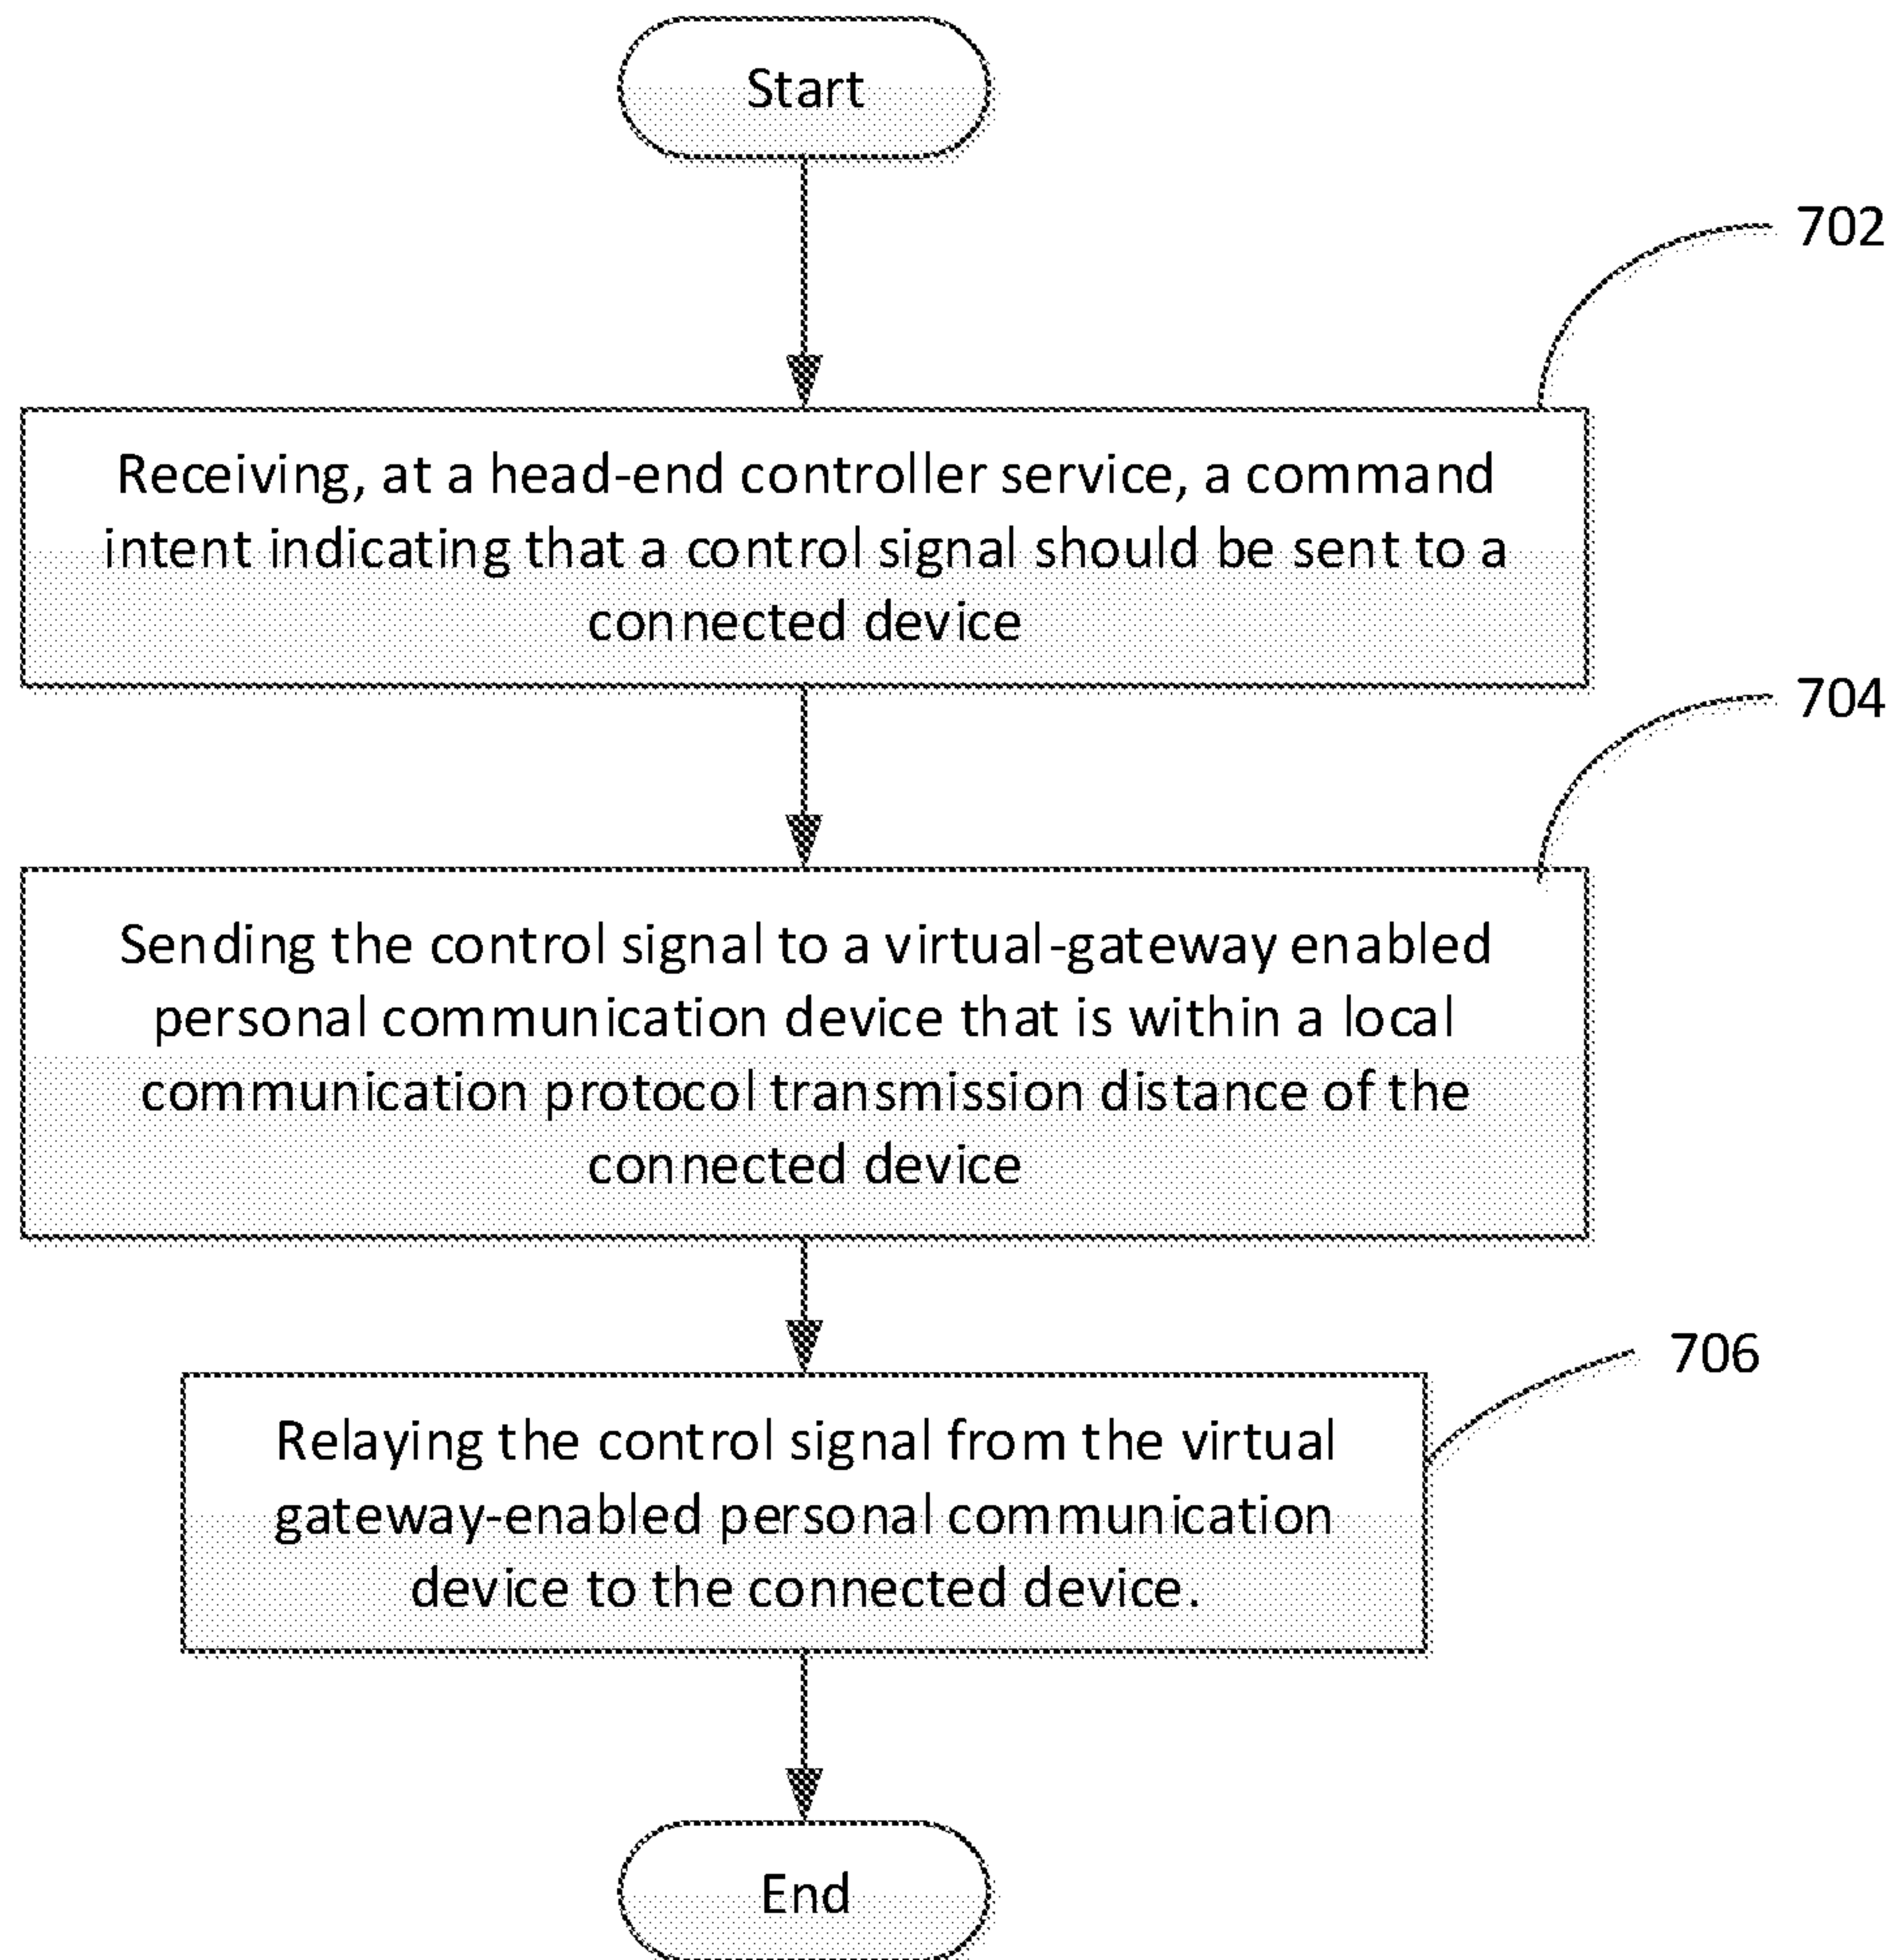 Start
702
Receiving, at a head-end controller service, a command
intent indicating that a control signal should be sent to a
connected device
704
Sending the control signal to a virtual-gateway enabled
personal communication device that is within a local
communication protocol transmission distance of the
connected device
706
Relaying the control signal from the virtual
gateway-enabled personal communication
device to the connected device.
End